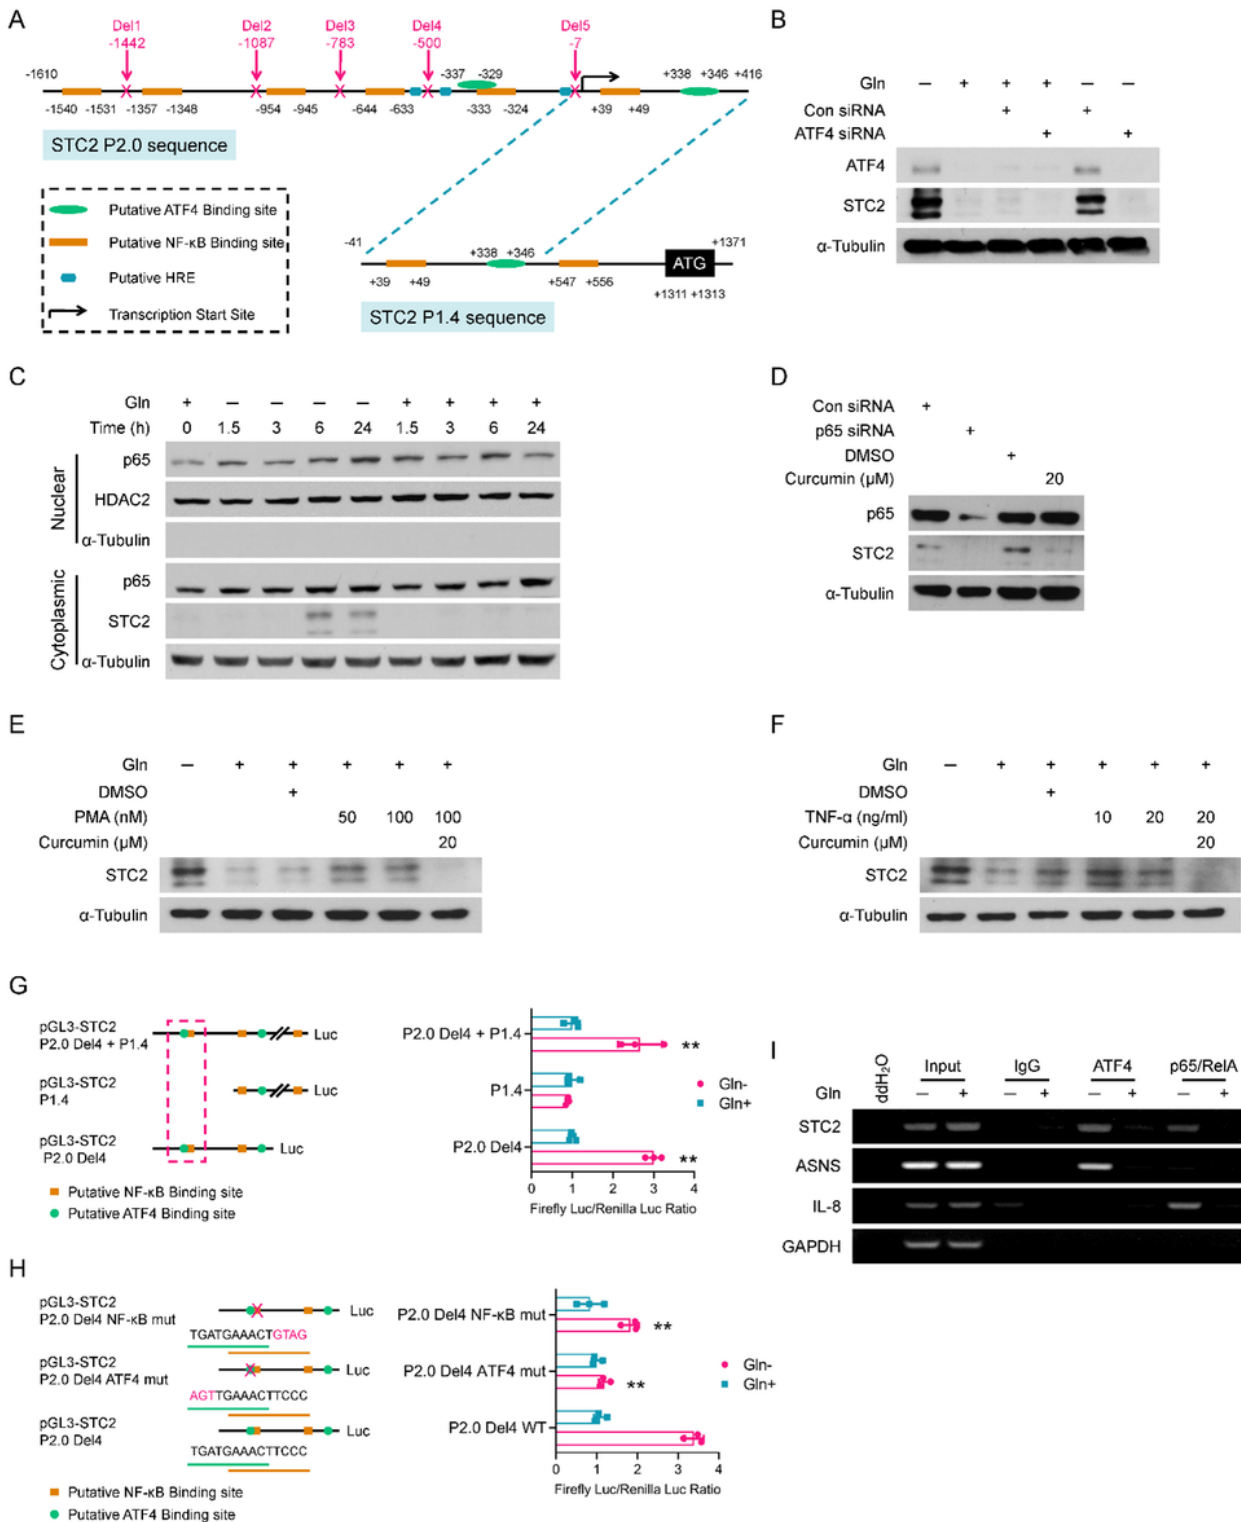 A
Del1
-1442
Del2
-1087
Del3
-783
Del4
-500
Del5
-7
-1610
-337
-329
+338
+346
+416
-1540
-1531
-1357
-1348
-954
-945
-644
-633
-333
-324
+39
+49
STC2 P2.0 sequence
Putative ATF4 Binding site
Putative NF-κB Binding site
Putative HRE
Transcription Start Site
-41
+338
+346
+1371
ATG
+39
+49
+547
+556
+1311
+1313
STC2 P1.4 sequence
B
Gln — + + + — —
Con siRNA + +
ATF4 siRNA + +
ATF4
STC2
α-Tubulin
C
Gln + — — — — + + + +
Time (h) 0 1.5 3 6 24 1.5 3 6 24
Nuclear
p65
HDAC2
α-Tubulin
Cytoplasmic
p65
STC2
α-Tubulin
D
Con siRNA +
p65 siRNA +
DMSO +
Curcumin (μM) 20
p65
STC2
α-Tubulin
E
Gln — + + + + +
DMSO +
PMA (nM) 50 100 100
Curcumin (μM) 20
STC2
α-Tubulin
F
Gln — + + + + +
DMSO +
TNF-α (ng/ml) 10 20 20
Curcumin (μM) 20
STC2
α-Tubulin
G
pGL3-STC2
P2.0 Del4 + P1.4
Luc
pGL3-STC2
P1.4
Luc
pGL3-STC2
P2.0 Del4
Luc
Putative NF-κB Binding site
Putative ATF4 Binding site
P2.0 Del4 + P1.4
**
P1.4
P2.0 Del4
**
Gln-
Gln+
0 1 2 3 4
Firefly Luc/Renilla Luc Ratio
H
pGL3-STC2
P2.0 Del4 NF-κB mut
Luc
TGATGAAACTGTAG
pGL3-STC2
P2.0 Del4 ATF4 mut
Luc
AGTTGAAACTTCCC
pGL3-STC2
P2.0 Del4
Luc
TGATGAAACTTCCC
Putative NF-κB Binding site
Putative ATF4 Binding site
P2.0 Del4 NF-κB mut
**
P2.0 Del4 ATF4 mut
**
P2.0 Del4 WT
Gln-
Gln+
0 1 2 3 4
Firefly Luc/Renilla Luc Ratio
I
ddH₂O
Input IgG ATF4 p65/RelA
Gln — + — + — + — +
STC2
ASNS
IL-8
GAPDH